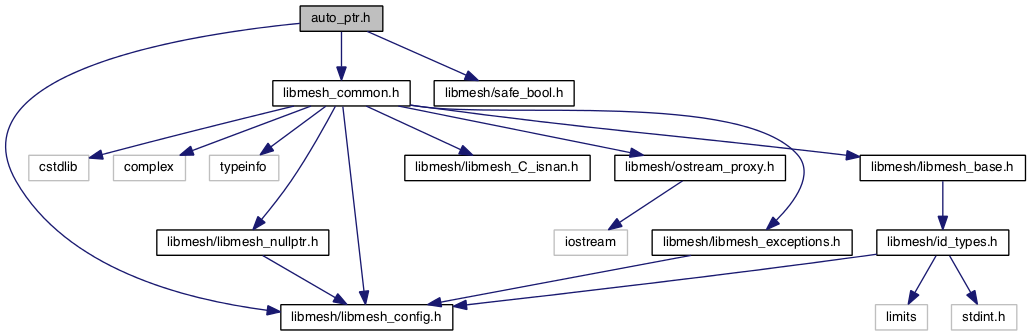 auto_ptr.h
libmesh_common.h
libmesh/safe_bool.h
cstdlib
complex
typeinfo
libmesh/libmesh_C_isnan.h
libmesh/ostream_proxy.h
libmesh/libmesh_base.h
libmesh/libmesh_nullptr.h
iostream
libmesh/libmesh_exceptions.h
libmesh/id_types.h
libmesh/libmesh_config.h
limits
stdint.h